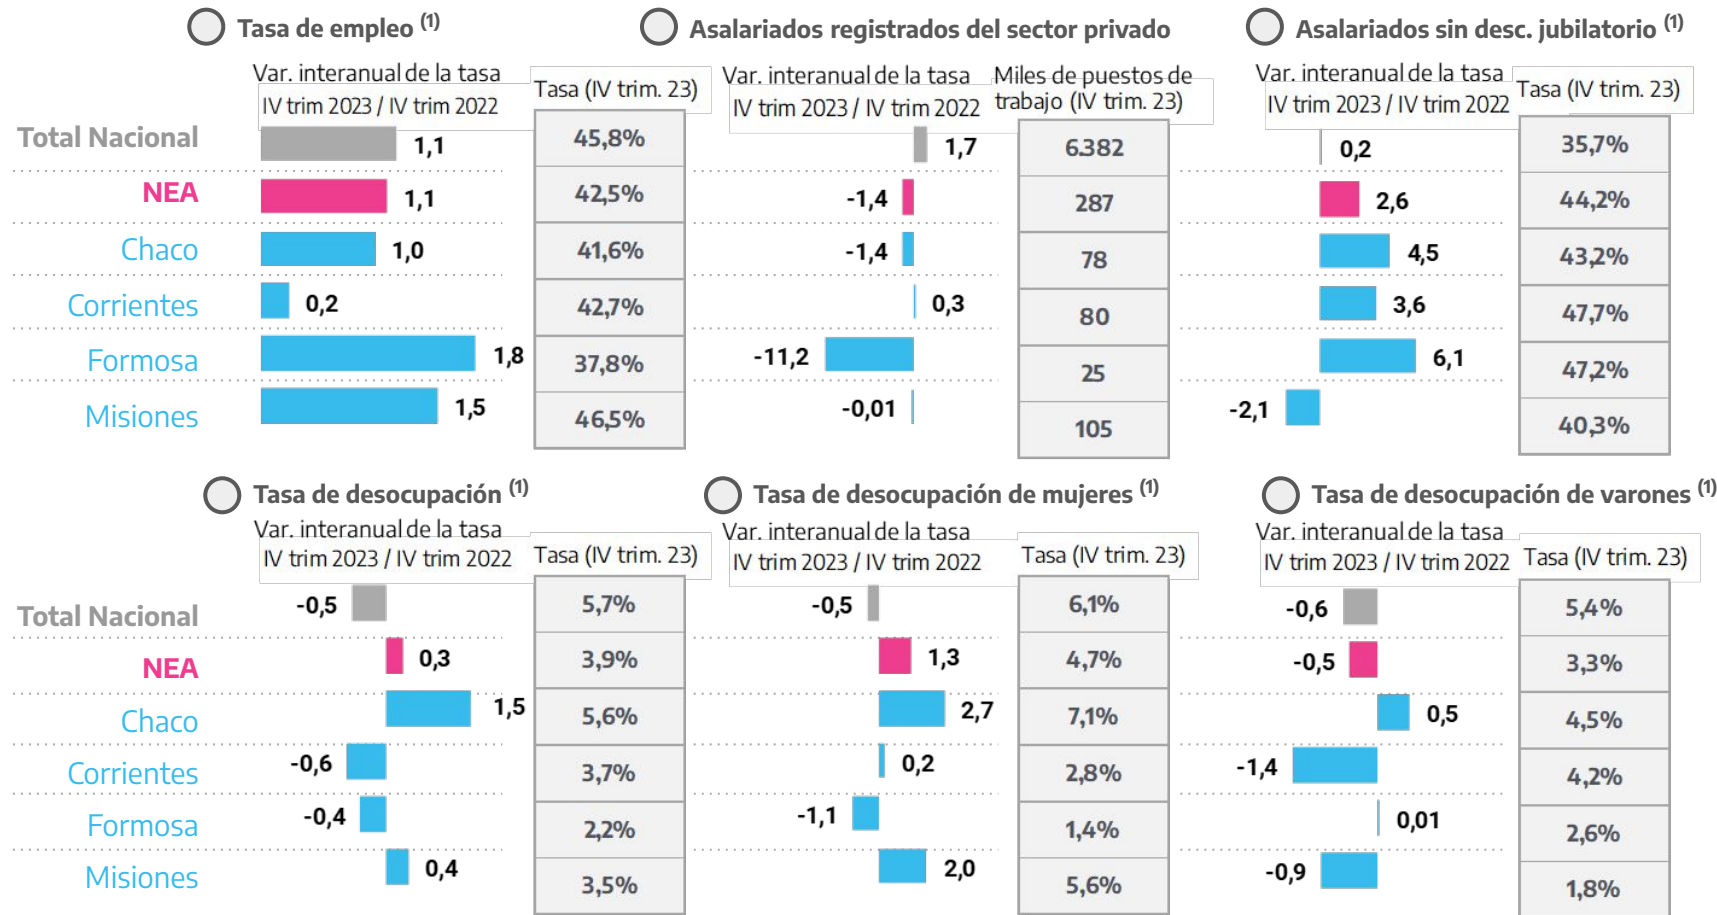 Tasa de empleo (1)
Var. interanual de la tasa
IV trim 2023 / IV trim 2022
Tasa (IV trim. 23)
Total Nacional 1,1 45,8%
NEA 1,1 42,5%
Chaco 1,0 41,6%
Corrientes 0,2 42,7%
Formosa 1,8 37,8%
Misiones 1,5 46,5%
Asalariados registrados del sector privado
Var. interanual de la tasa
IV trim 2023 / IV trim 2022
Miles de puestos de
trabajo (IV trim. 23)
1,7 6.382
-1,4 287
-1,4 78
0,3 80
-11,2 25
-0,01 105
Asalariados sin desc. jubilatorio (1)
Var. interanual de la tasa
IV trim 2023 / IV trim 2022
Tasa (IV trim. 23)
0,2 35,7%
2,6 44,2%
4,5 43,2%
3,6 47,7%
6,1 47,2%
-2,1 40,3%
Tasa de desocupación (1)
Var. interanual de la tasa
IV trim 2023 / IV trim 2022
Tasa (IV trim. 23)
Total Nacional -0,5 5,7%
NEA 0,3 3,9%
Chaco 1,5 5,6%
Corrientes -0,6 3,7%
Formosa -0,4 2,2%
Misiones 0,4 3,5%
Tasa de desocupación de mujeres (1)
Var. interanual de la tasa
IV trim 2023 / IV trim 2022
Tasa (IV trim. 23)
-0,5 6,1%
1,3 4,7%
2,7 7,1%
0,2 2,8%
-1,1 1,4%
2,0 5,6%
Tasa de desocupación de varones (1)
Var. interanual de la tasa
IV trim 2023 / IV trim 2022
Tasa (IV trim. 23)
-0,6 5,4%
-0,5 3,3%
0,5 4,5%
-1,4 4,2%
0,01 2,6%
-0,9 1,8%